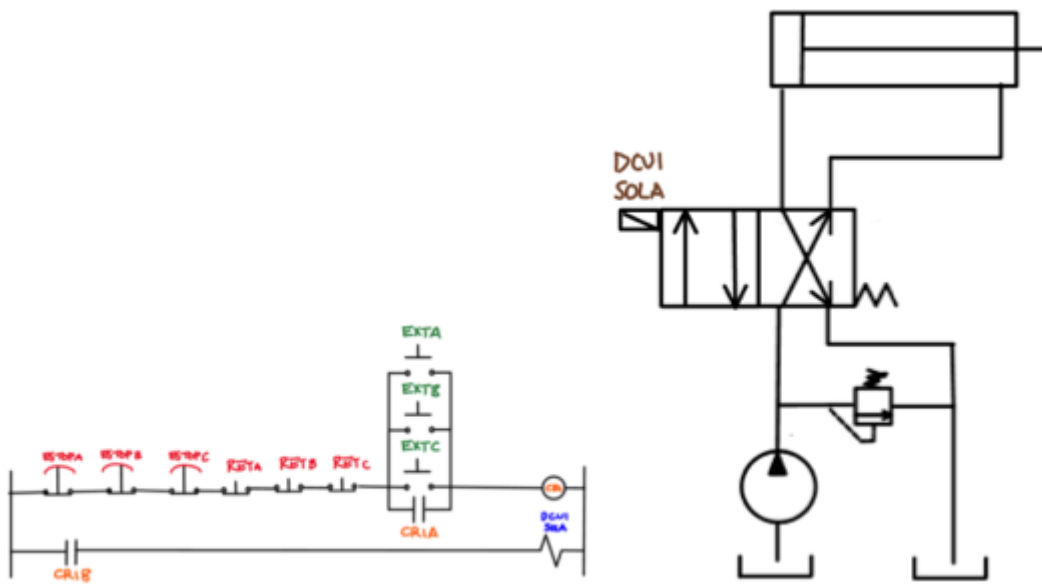 DCV1
SOLA
EXTA
EXTB
EXTC
ESTOPA ESTOPB ESTOPC RETA RETB RETC
CR1A
DCV1
SOLA
CR1B